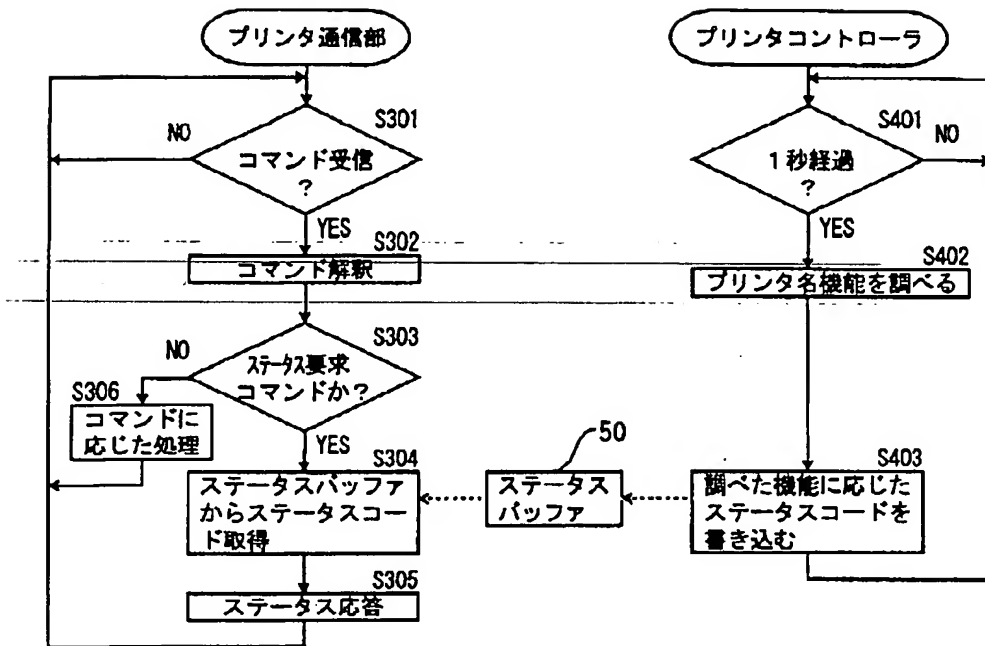 プリンタ通信部
S301
NO
コマンド受信
?
YES
S302
コマンド解釈
S303
NO
ステータス要求
コマンドか?
S306
コマンドに
応じた処理
YES
S304
ステータスバッファ
からステータスコー
ド取得
S305
ステータス応答
50
ステータス
バッファ
プリンタコントローラ
S401
NO
1秒経過
?
YES
S402
プリンタ名機能を調べる
S403
調べた機能に応じた
ステータスコードを
書き込む